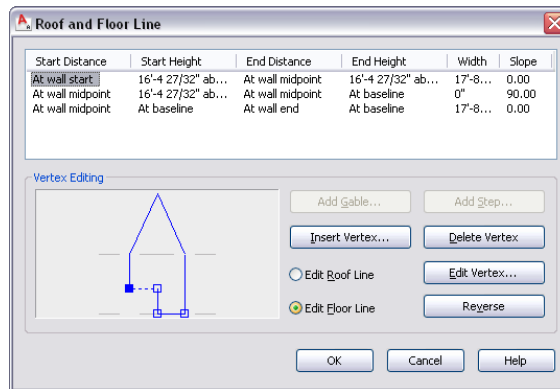 Roof and Floor Line
Start Distance Start Height End Distance End Height Width Slope
At wall start 16'-4 27/32" ab... At wall midpoint 16'-4 27/32" ab... 17'-8... 0.00
At wall midpoint 16'-4 27/32" ab... At wall midpoint At baseline 0" 90.00
At wall midpoint At baseline At wall end At baseline 17'-8... 0.00
Vertex Editing
Add Gable... Add Step...
Insert Vertex... Delete Vertex
Edit Roof Line Edit Vertex...
Edit Floor Line Reverse
OK Cancel Help